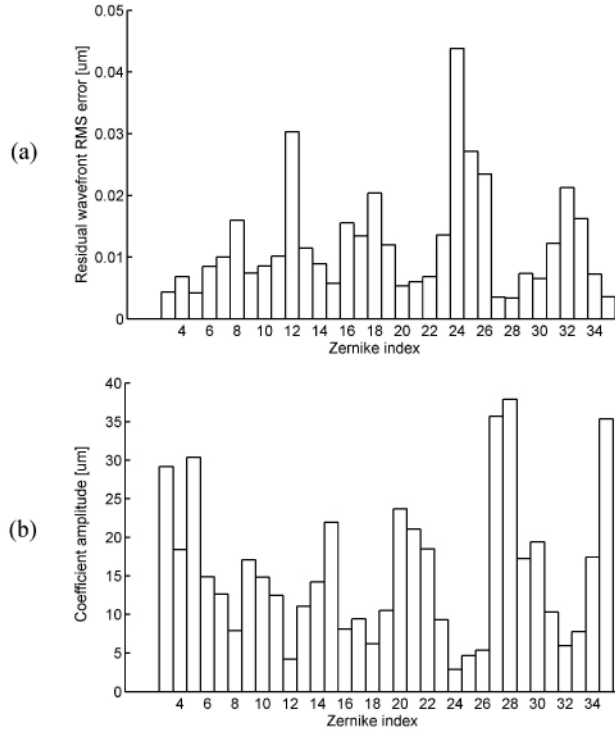 (a)
Residual wavefront RMS error [um]
0.05
0.04
0.03
0.02
0.01
0
4 6 8 10 12 14 16 18 20 22 24 26 28 30 32 34
Zernike index
(b)
Coefficient amplitude [um]
40
35
30
25
20
15
10
5
0
4 6 8 10 12 14 16 18 20 22 24 26 28 30 32 34
Zernike index